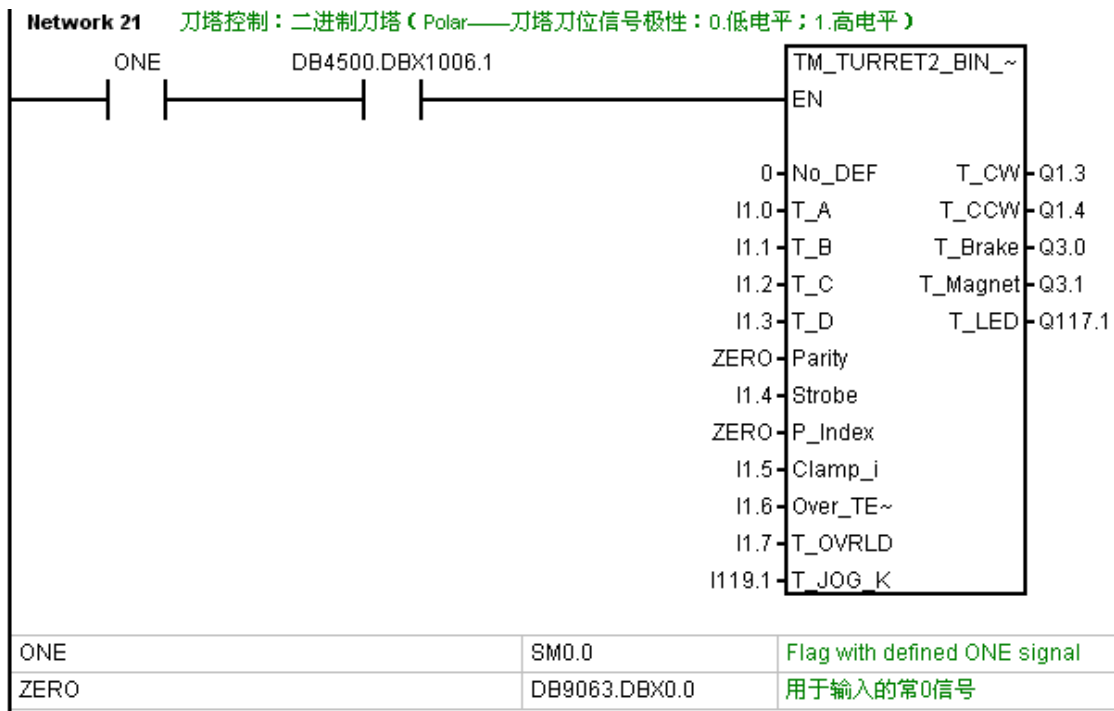 Network 21 刀塔控制：二进制刀塔（Polar——刀塔刀位信号极性：0.低电平；1.高电平）
ONE DB4500.DBX1006.1 TM_TURRET2_BIN_~
EN
0 No_DEF T_CW Q1.3
I1.0 T_A T_CCW Q1.4
I1.1 T_B T_Brake Q3.0
I1.2 T_C T_Magnet Q3.1
I1.3 T_D T_LED Q117.1
ZERO Parity
I1.4 Strobe
ZERO P_Index
I1.5 Clamp_i
I1.6 Over_TE~
I1.7 T_OVRLD
I119.1 T_JOG_K
ONE SM0.0 Flag with defined ONE signal
ZERO DB9063.DBX0.0 用于输入的常0信号